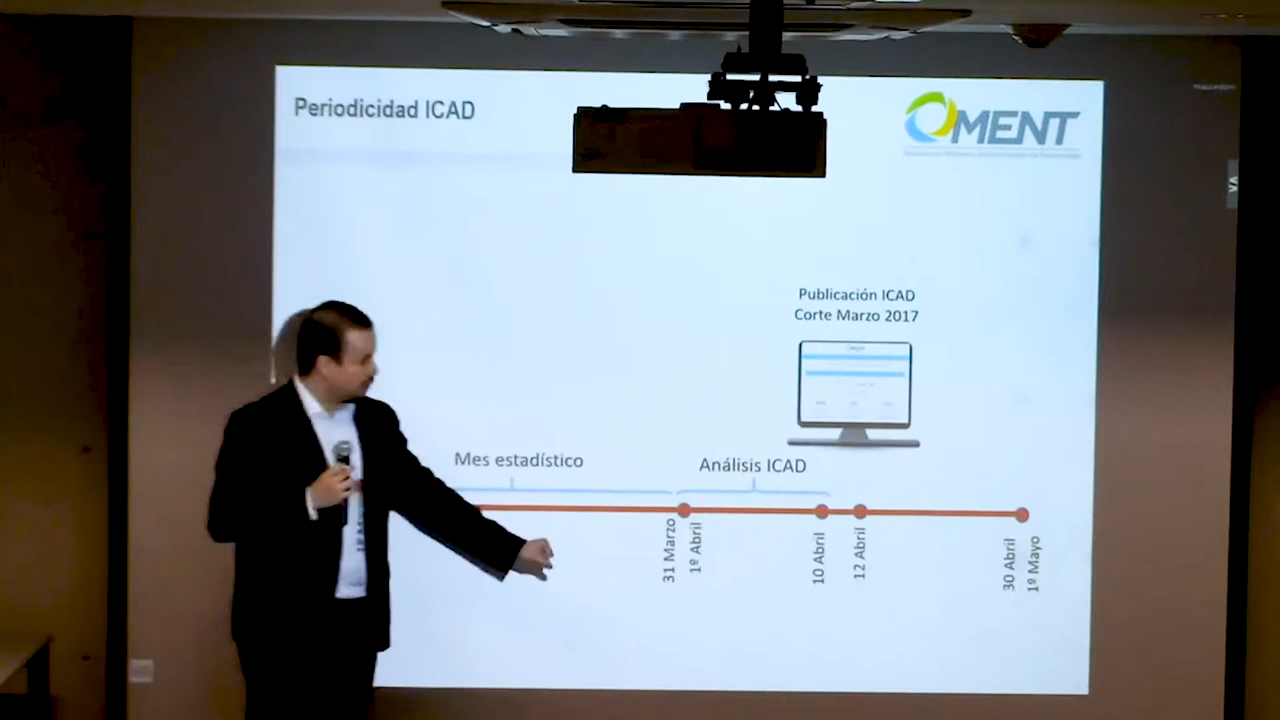 Periodicidad ICAD
OMENT
Publicación ICAD
Corte Marzo 2017
Mes estadístico
Análisis ICAD
31 Marzo
1º Abril
10 Abril
12 Abril
30 Abril
1º Mayo